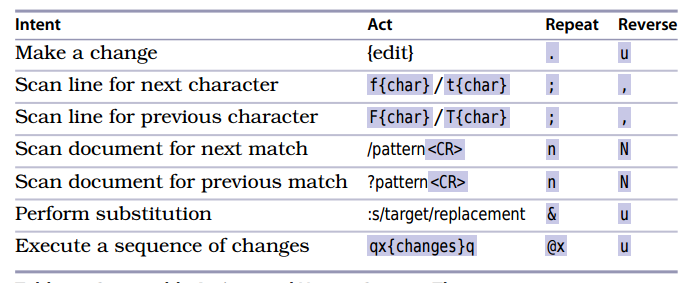 Intent Act Repeat Reverse
Make a change {edit} . u
Scan line for next character f{char}/t{char} ; ,
Scan line for previous character F{char}/T{char} ; ,
Scan document for next match /pattern<CR> n N
Scan document for previous match ?pattern<CR> n N
Perform substitution :s/target/replacement & u
Execute a sequence of changes qx{changes}q @x u